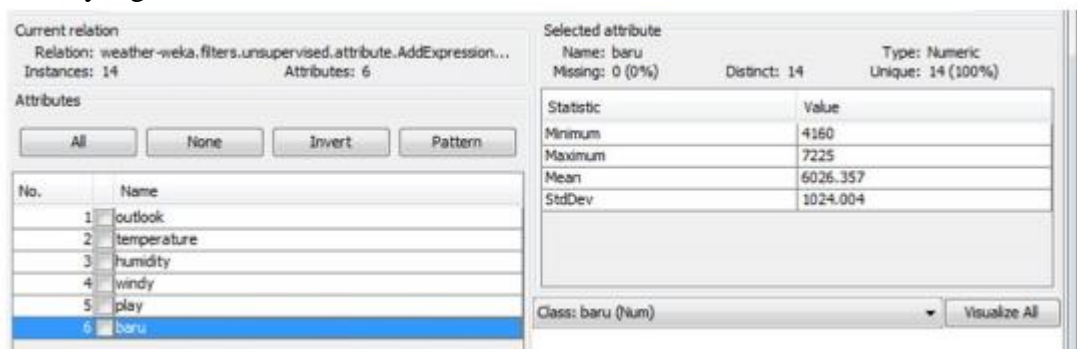 Current relation
Relation: weather-weka.filters.unsupervised.attribute.AddExpression...
Instances: 14 Attributes: 6
Attributes
All None Invert Pattern
No. Name
1 outlook
2 temperature
3 humidity
4 windy
5 play
6 baru
Selected attribute
Name: baru Type: Numeric
Missing: 0 (0%) Distinct: 14 Unique: 14 (100%)
Statistic Value
Minimum 4160
Maximum 7225
Mean 6026.357
StdDev 1024.004
Class: baru (Num) Visualize All